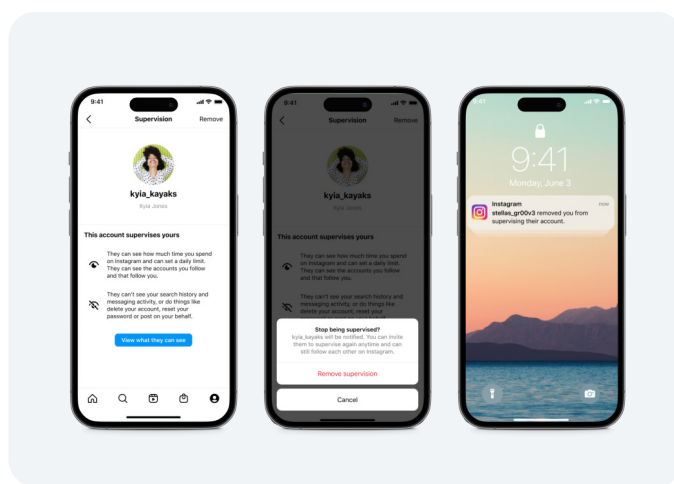 9:41
Supervision
Remove
kyia_kayaks
Kyia Jones
This account supervises yours
They can see how much time you spend
on Instagram and can set a daily limit.
They can see the accounts you follow
and that follow you.
They can't see your search history and
messaging activity, or do things like
delete your account, reset your
password or post on your behalf.
View what they can see
9:41
Supervision
Remove
kyia_kayaks
Kyia Jones
This account supervises yours
They can see how much time you spend
on Instagram and can set a daily limit.
They can see the accounts you follow
and that follow you.
They can't see your search history and
messaging activity, or do things like
delete your account, reset your
password or post on your behalf.
Stop being supervised?
kyia_kayaks will be notified. You can invite
them to supervise again anytime and can
still follow each other on Instagram.
Remove supervision
Cancel
9:41
9:41
Monday, June 3
Instagram
now
stellas_gr00v3 removed you from
supervising their account.